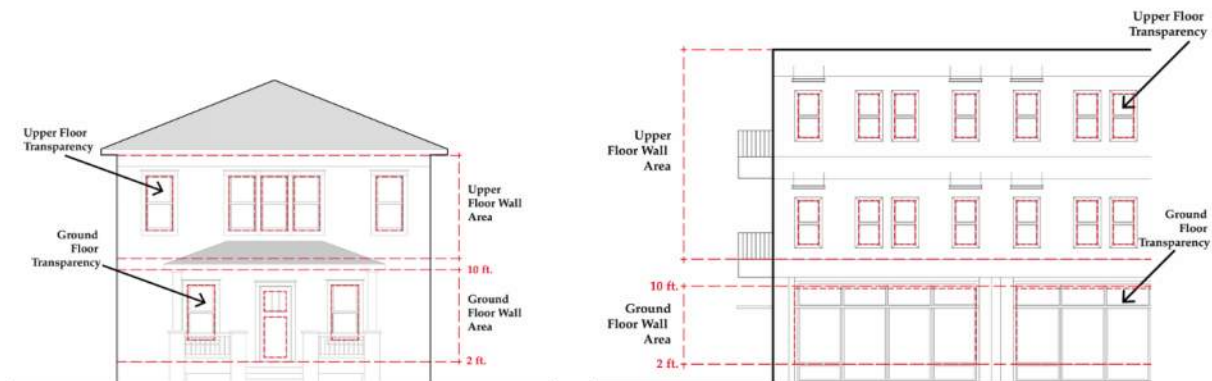 Upper Floor
Transparency
Ground
Floor
Transparency
Upper
Floor Wall
Area
10 ft.
Ground
Floor Wall
Area
2 ft.
Upper Floor
Transparency
Upper
Floor Wall
Area
Ground
Floor
Transparency
10 ft.
Ground
Floor Wall
Area
2 ft.